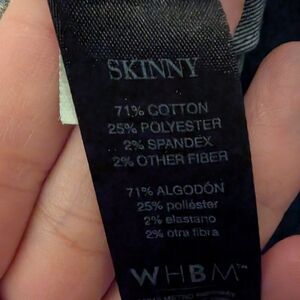 SKINNY
71% COTTON
25% POLYESTER
2% SPANDEX
2% OTHER FIBER
71% ALGODÓN
25% poliéster
2% elastano
2% otra fibra
WHBM™